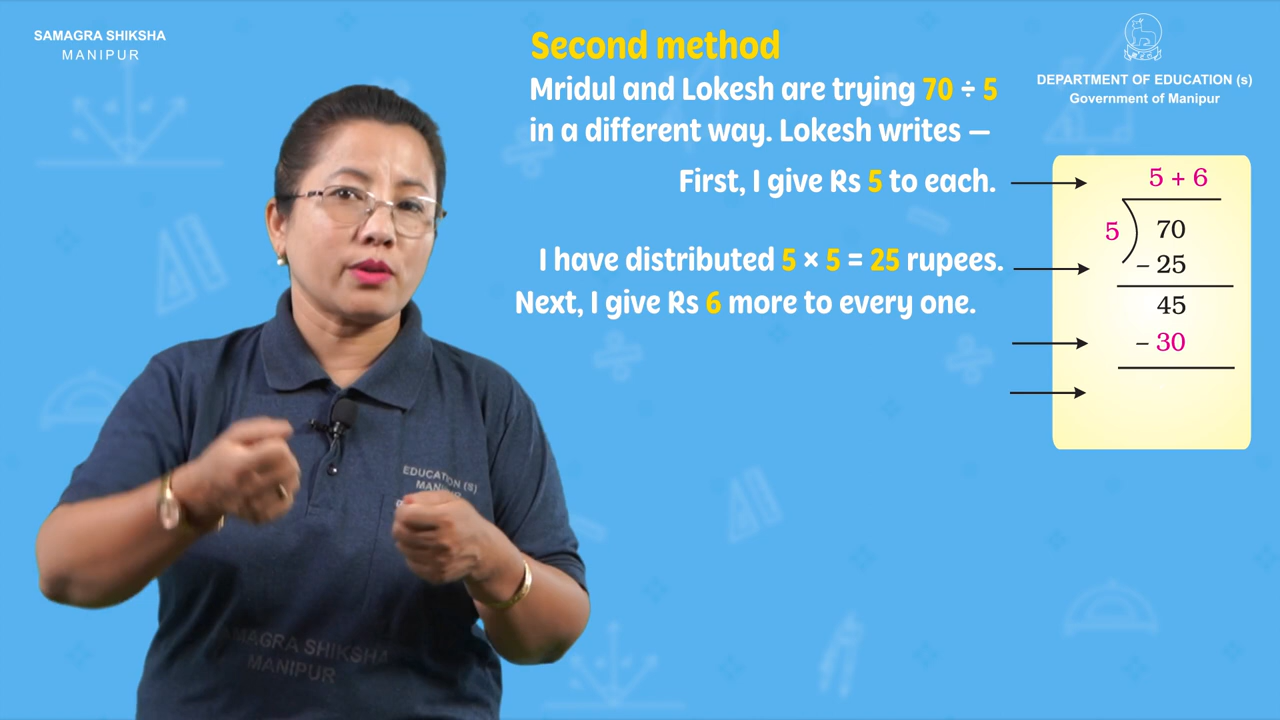 SAMAGRA SHIKSHA
MANIPUR
Second method
Mridul and Lokesh are trying 70 ÷ 5
in a different way. Lokesh writes —
First, I give Rs 5 to each.
I have distributed 5 × 5 = 25 rupees.
Next, I give Rs 6 more to every one.
DEPARTMENT OF EDUCATION (s)
Government of Manipur
5 + 6
5 ) 70
– 25
45
– 30
EDUCATION (S)
SAMAGRA SHIKSHA
MANIPUR